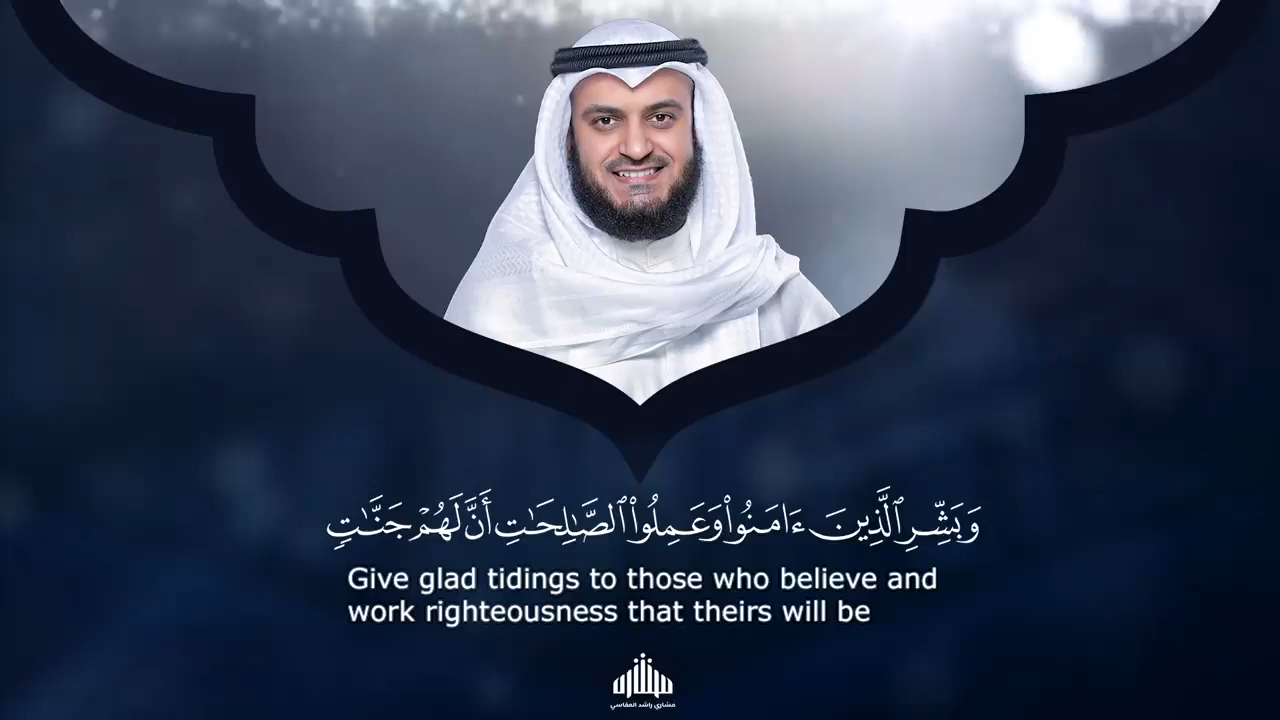 وَبَشِّرِ ٱلَّذِينَ ءَامَنُوا۟ وَعَمِلُوا۟ ٱلصَّـٰلِحَـٰتِ أَنَّ لَهُمْ جَنَّـٰتٍ
Give glad tidings to those who believe and
work righteousness that theirs will be
مشاري راشد العفاسي